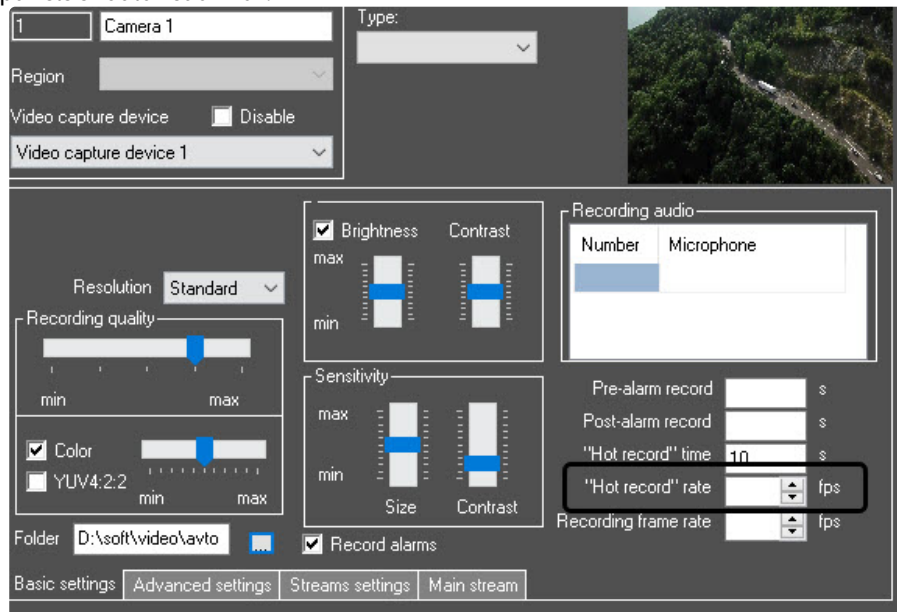 1 Camera 1
Type:
Region
Video capture device Disable
Video capture device 1
Resolution Standard
Recording quality
min max
Color
YUV4:2:2
min max
Folder D:\soft\video\avto ...
Brightness Contrast
max
min
Sensitivity
max
min
Size Contrast
Record alarms
Recording audio
Number Microphone
Pre-alarm record s
Post-alarm record s
"Hot record" time 10 s
"Hot record" rate fps
Recording frame rate fps
Basic settings Advanced settings Streams settings Main stream